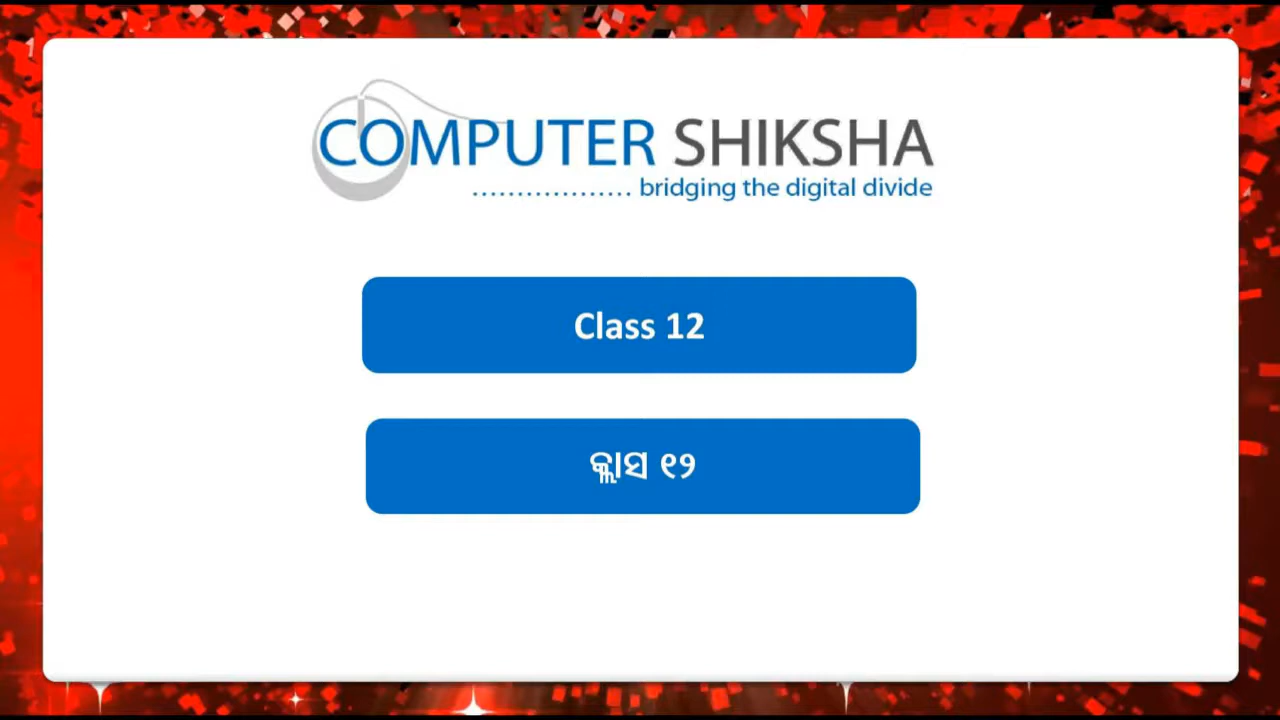 COMPUTER SHIKSHA
.................. bridging the digital divide
Class 12
କ୍ଲାସ ୧୨